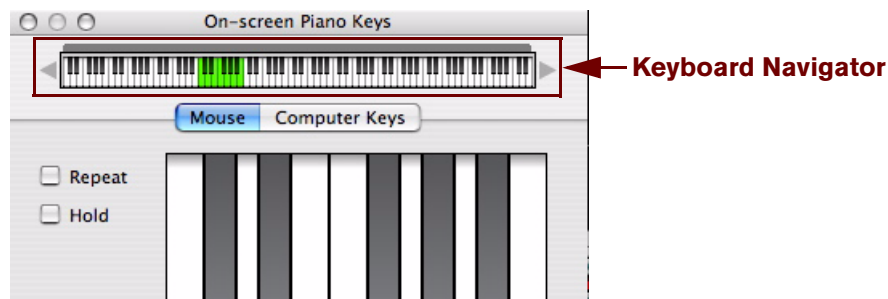 On-screen Piano Keys
Keyboard Navigator
Mouse Computer Keys
Repeat
Hold